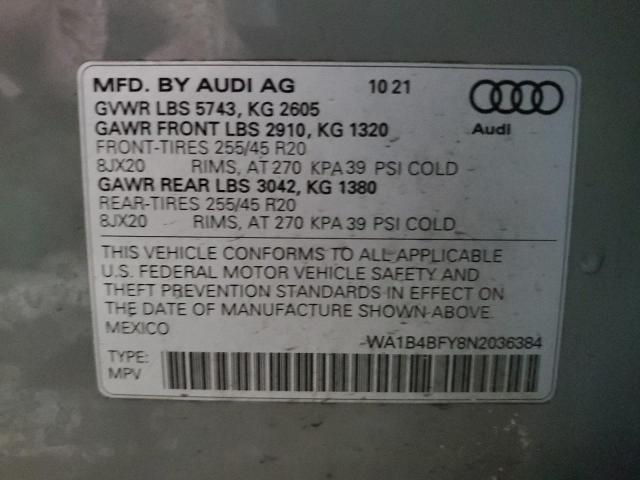 MFD. BY AUDI AG 10 21
GVWR LBS 5743, KG 2605
GAWR FRONT LBS 2910, KG 1320
FRONT-TIRES 255/45 R20
8JX20 RIMS, AT 270 KPA 39 PSI COLD
GAWR REAR LBS 3042, KG 1380
REAR-TIRES 255/45 R20
8JX20 RIMS, AT 270 KPA 39 PSI COLD
Audi
THIS VEHICLE CONFORMS TO ALL APPLICABLE
U.S. FEDERAL MOTOR VEHICLE SAFETY AND
THEFT PREVENTION STANDARDS IN EFFECT ON
THE DATE OF MANUFACTURE SHOWN ABOVE.
MEXICO
-WA1B4BFY8N2036384
TYPE:
MPV